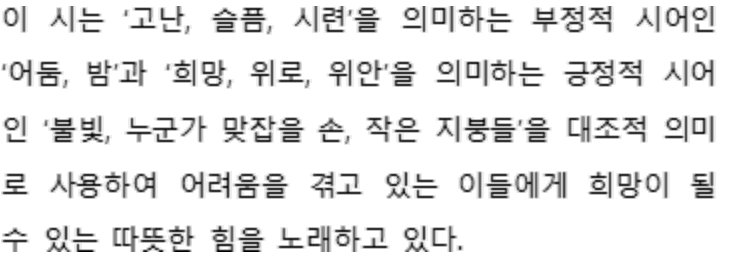 이 시는 '고난, 슬픔, 시련'을 의미하는 부정적 시어인
'어둠, 밤'과 '희망, 위로, 위안'을 의미하는 긍정적 시어
인 '불빛, 누군가 맞잡을 손, 작은 지붕들'을 대조적 의미
로 사용하여 어려움을 겪고 있는 이들에게 희망이 될
수 있는 따뜻한 힘을 노래하고 있다.